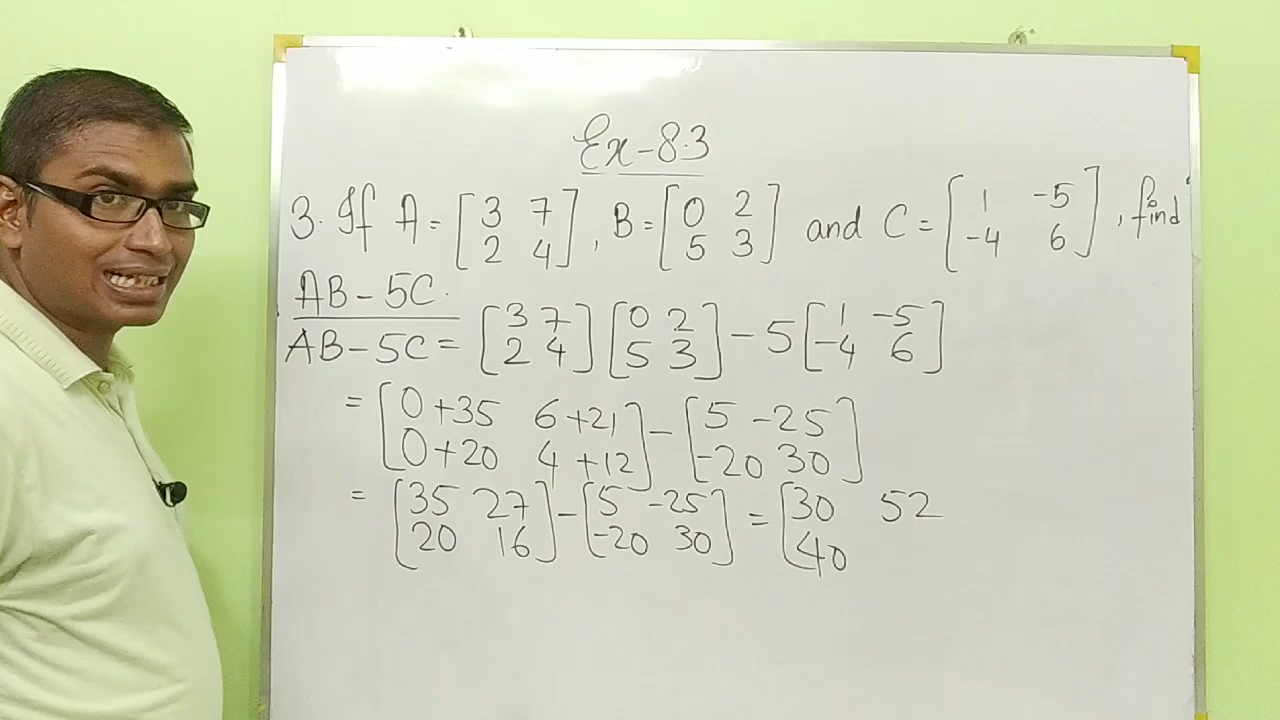 Ex-8.3
3. If A = [3 7 2 4], B = [0 2 5 3] and C = [1 -5 -4 6], find
AB - 5C.
AB - 5C = [3 7 2 4] [0 2 5 3] - 5 [1 -5 -4 6]
= [0+35 6+21 0+20 4+12] - [5 -25 -20 30]
= [35 27 20 16] - [5 -25 -20 30] = [30 52 40